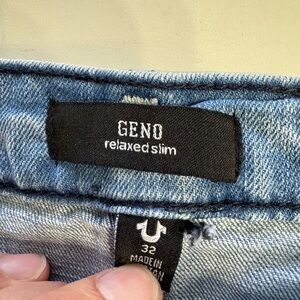 GENO
relaxed slim
32
MADE IN